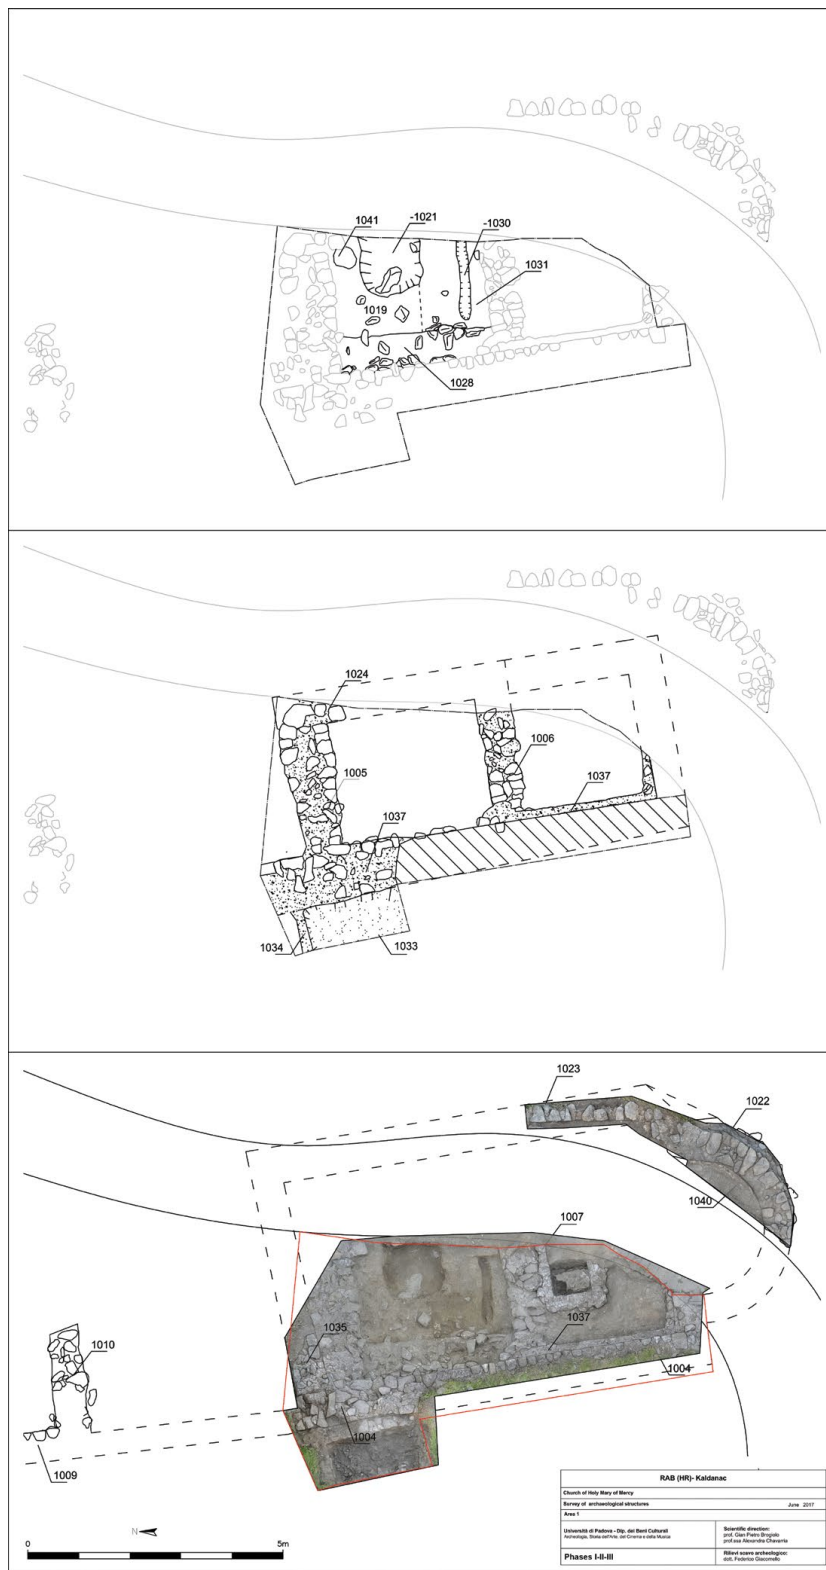 1041
-1021
-1030
1031
1019
1028
1024
1006
1005
1037
1037
1034
1033
1023
1022
1040
1007
1035
1037
1010
1004
1004
1009
N
0
5m
RAB (HR)- Kaldanac
Church of Holy Mary of Mercy
Survey of archaeological structures June 2017
Area 1
Università di Padova - Dip. dei Beni Culturali
Archeologia, Storia dell'Arte, del Cinema e della Musica
Scientific direction:
prof. Gian Pietro Brogiolo
prof.ssa Alexandra Chavarria
Phases I-II-III
Rilievi scavo archeologico:
dott. Federico Giacomello